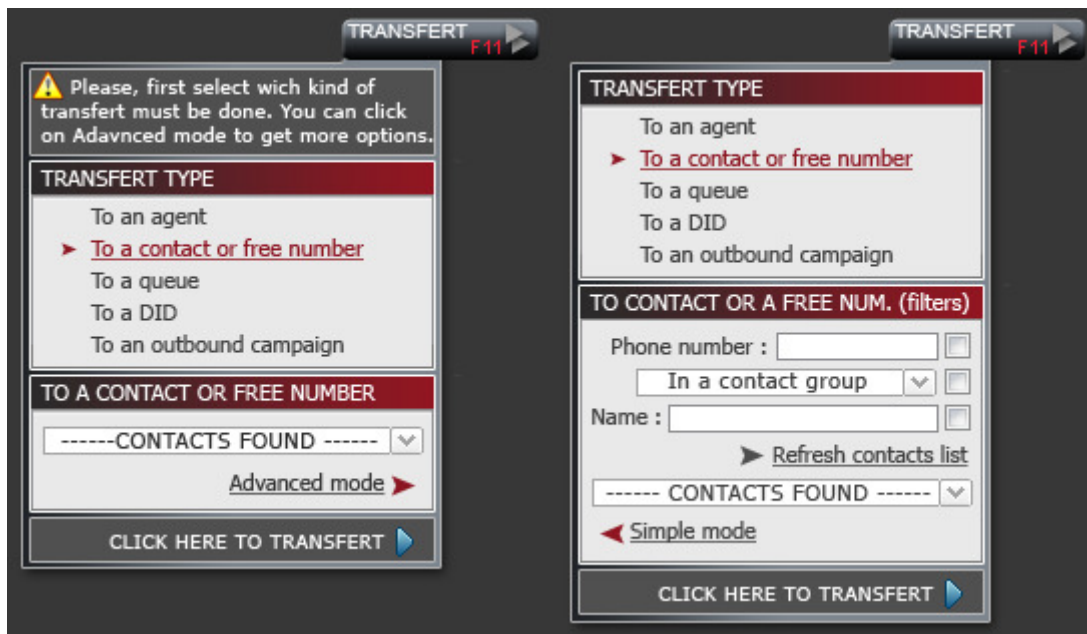 TRANSFERT
F11
Please, first select wich kind of
transfert must be done. You can click
on Adavnced mode to get more options.
TRANSFERT TYPE
To an agent
To a contact or free number
To a queue
To a DID
To an outbound campaign
TO A CONTACT OR FREE NUMBER
------CONTACTS FOUND ------
Advanced mode
CLICK HERE TO TRANSFERT
TRANSFERT
F11
TRANSFERT TYPE
To an agent
To a contact or free number
To a queue
To a DID
To an outbound campaign
TO CONTACT OR A FREE NUM. (filters)
Phone number :
In a contact group
Name :
Refresh contacts list
------ CONTACTS FOUND ------
Simple mode
CLICK HERE TO TRANSFERT